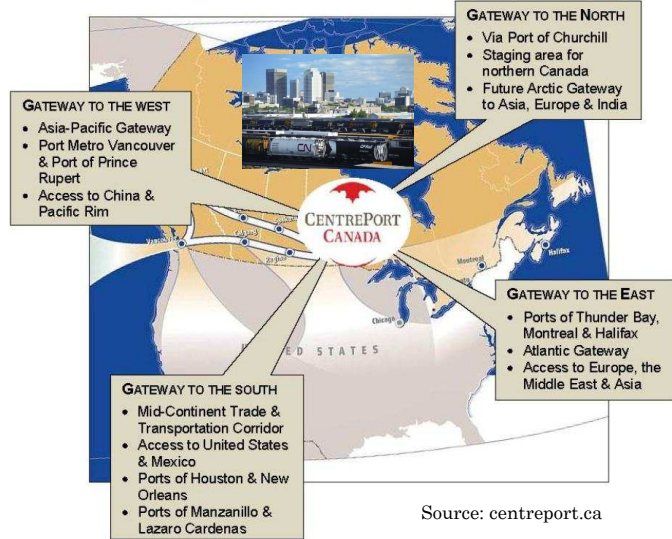 GATEWAY TO THE NORTH
• Via Port of Churchill
• Staging area for
northern Canada
• Future Arctic Gateway
to Asia, Europe & India
GATEWAY TO THE WEST
• Asia-Pacific Gateway
• Port Metro Vancouver
& Port of Prince
Rupert
• Access to China &
Pacific Rim
CN
CENTREPORT
CANADA
Vancouver
Calgary
Regina
Montreal
Halifax
Chicago
ED STATES
GATEWAY TO THE EAST
• Ports of Thunder Bay,
Montreal & Halifax
• Atlantic Gateway
• Access to Europe, the
Middle East & Asia
GATEWAY TO THE SOUTH
• Mid-Continent Trade &
Transportation Corridor
• Access to United States
& Mexico
• Ports of Houston & New
Orleans
• Ports of Manzanillo &
Lazaro Cardenas
Source: centreport.ca